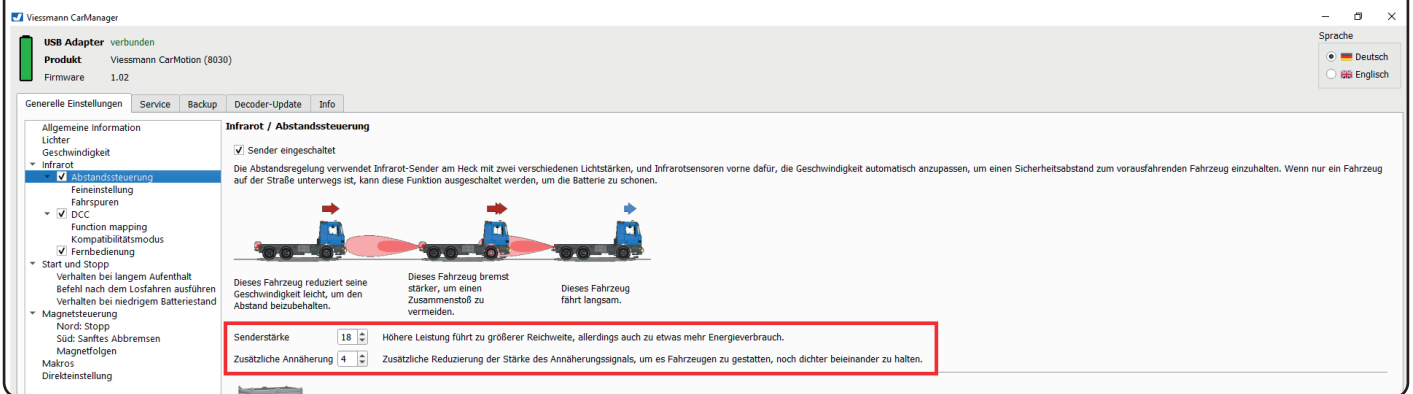 Viessmann CarManager
USB Adapter verbunden
Produkt Viessmann CarMotion (8030)
Firmware 1.02
Sprache
Deutsch
Englisch
Generelle Einstellungen Service Backup Decoder-Update Info
Allgemeine Information
Lichter
Geschwindigkeit
Infrarot
Abstandssteuerung
Feineinstellung
Fahrspuren
DCC
Function mapping
Kompatibilitätsmodus
Fernbedienung
Start und Stopp
Verhalten bei langem Aufenthalt
Befehl nach dem Losfahren ausführen
Verhalten bei niedrigem Batteriestand
Magnetsteuerung
Nord: Stopp
Süd: Sanftes Abbremsen
Magnetfolgen
Makros
Direkteinstellung
Infrarot / Abstandssteuerung
Sender eingeschaltet
Die Abstandsregelung verwendet Infrarot-Sender am Heck mit zwei verschiedenen Lichtstärken, und Infrarotsensoren vorne dafür, die Geschwindigkeit automatisch anzupassen, um einen Sicherheitsabstand zum vorausfahrenden Fahrzeug einzuhalten. Wenn nur ein Fahrzeug
auf der Straße unterwegs ist, kann diese Funktion ausgeschaltet werden, um die Batterie zu schonen.
Dieses Fahrzeug reduziert seine
Geschwindigkeit leicht, um den
Abstand beizubehalten.
Dieses Fahrzeug bremst
stärker, um einen
Zusammenstoß zu
vermeiden.
Dieses Fahrzeug
fährt langsam.
Senderstärke 18 Höhere Leistung führt zu größerer Reichweite, allerdings auch zu etwas mehr Energieverbrauch.
Zusätzliche Annäherung 4 Zusätzliche Reduzierung der Stärke des Annäherungssignals, um es Fahrzeugen zu gestatten, noch dichter beieinander zu halten.